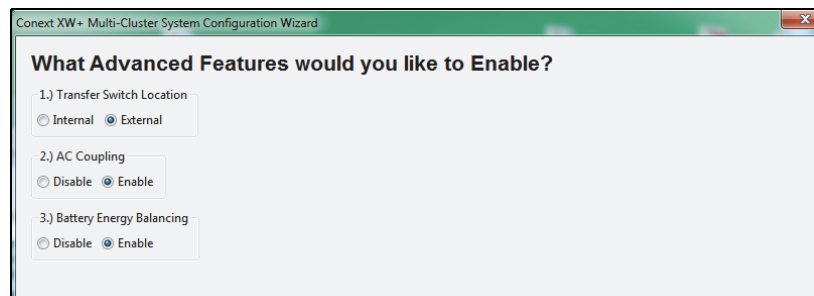 Conext XW+ Multi-Cluster System Configuration Wizard
What Advanced Features would you like to Enable?
1.) Transfer Switch Location
Internal External
2.) AC Coupling
Disable Enable
3.) Battery Energy Balancing
Disable Enable